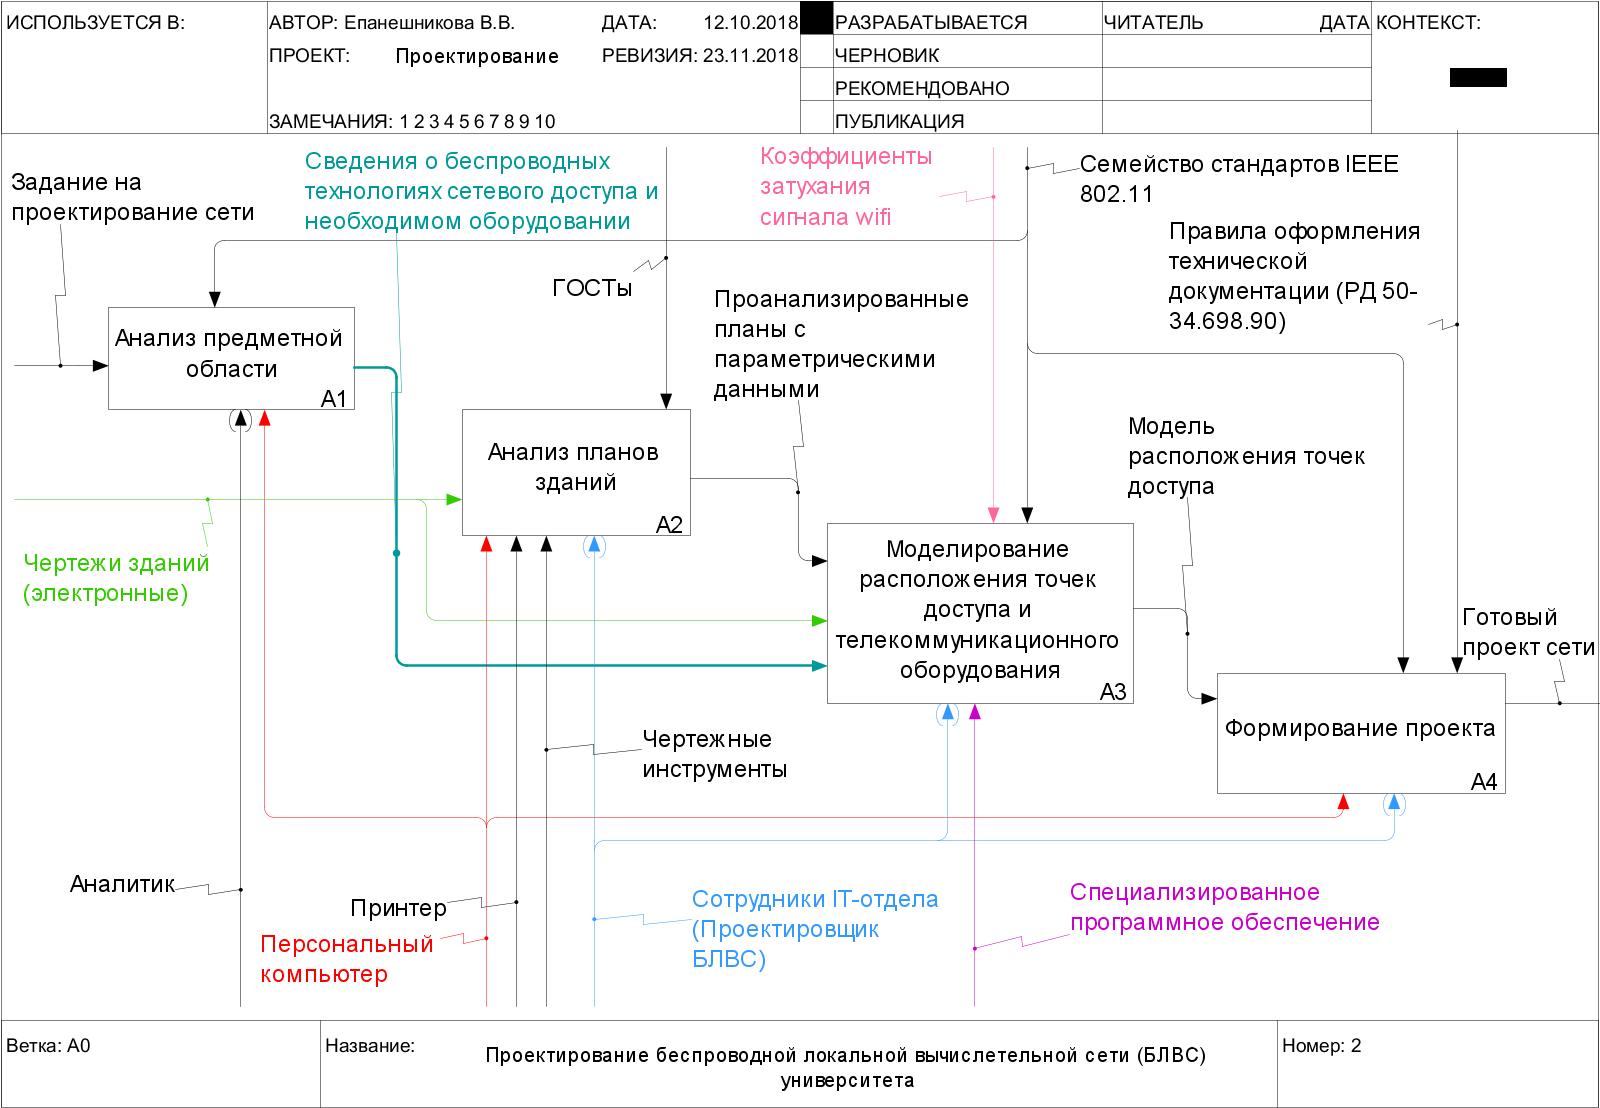 ИСПОЛЬЗУЕТСЯ В:
АВТОР: Епанешникова В.В.
ДАТА: 12.10.2018
РАЗРАБАТЫВАЕТСЯ
ЧИТАТЕЛЬ
ДАТА
КОНТЕКСТ:
ПРОЕКТ: Проектирование
РЕВИЗИЯ: 23.11.2018
ЧЕРНОВИК
РЕКОМЕНДОВАНО
ЗАМЕЧАНИЯ: 1 2 3 4 5 6 7 8 9 10
ПУБЛИКАЦИЯ
Задание на
проектирование сети
Сведения о беспроводных
технологиях сетевого доступа и
необходимом оборудовании
Коэффициенты
затухания
сигнала wifi
Семейство стандартов IEEE
802.11
Правила оформления
технической
документации (РД 50-
34.698.90)
ГОСТы
Проанализированные
планы с
параметрическими
данными
Анализ предметной
области
A1
Анализ планов
зданий
A2
Модель
расположения точек
доступа
Чертежи зданий
(электронные)
Моделирование
расположения точек
доступа и
телекоммуникационного
оборудования
A3
Готовый
проект сети
Формирование проекта
A4
Чертежные
инструменты
Аналитик
Принтер
Персональный
компьютер
Сотрудники IT-отдела
(Проектировщик
БЛВС)
Специализированное
программное обеспечение
Ветка: A0
Название:
Проектирование беспроводной локальной вычислетельной сети (БЛВС)
университета
Номер: 2